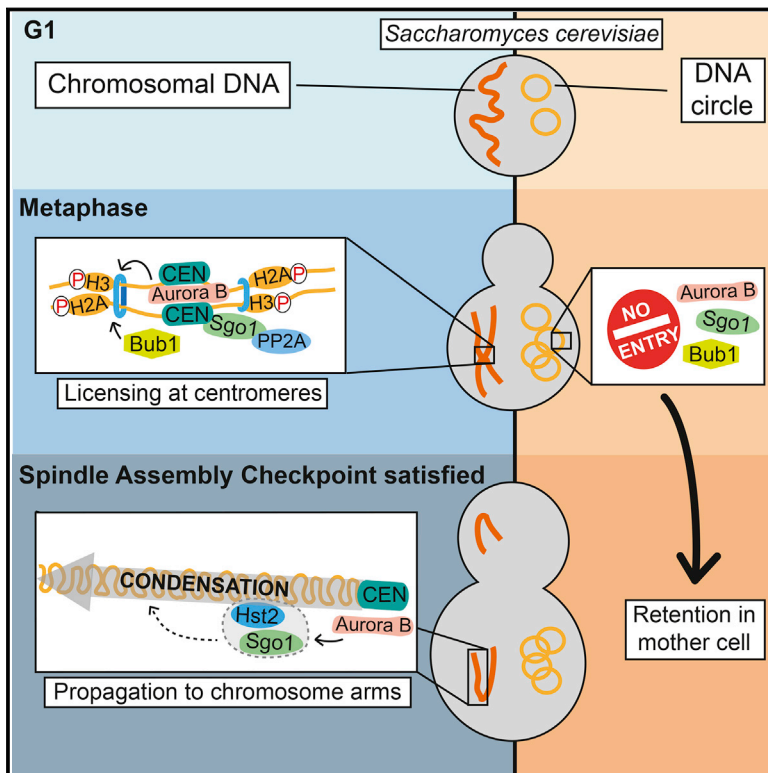 G1
Saccharomyces cerevisiae
Chromosomal DNA
DNA
circle
Metaphase
P H3
CEN
H2A P
P H2A
Aurora B
H3 P
CEN
Sgo1
Bub1
PP2A
Licensing at centromeres
NO
ENTRY
Aurora B
Sgo1
Bub1
Spindle Assembly Checkpoint satisfied
CONDENSATION
CEN
Hst2
Aurora B
Sgo1
Propagation to chromosome arms
Retention in
mother cell